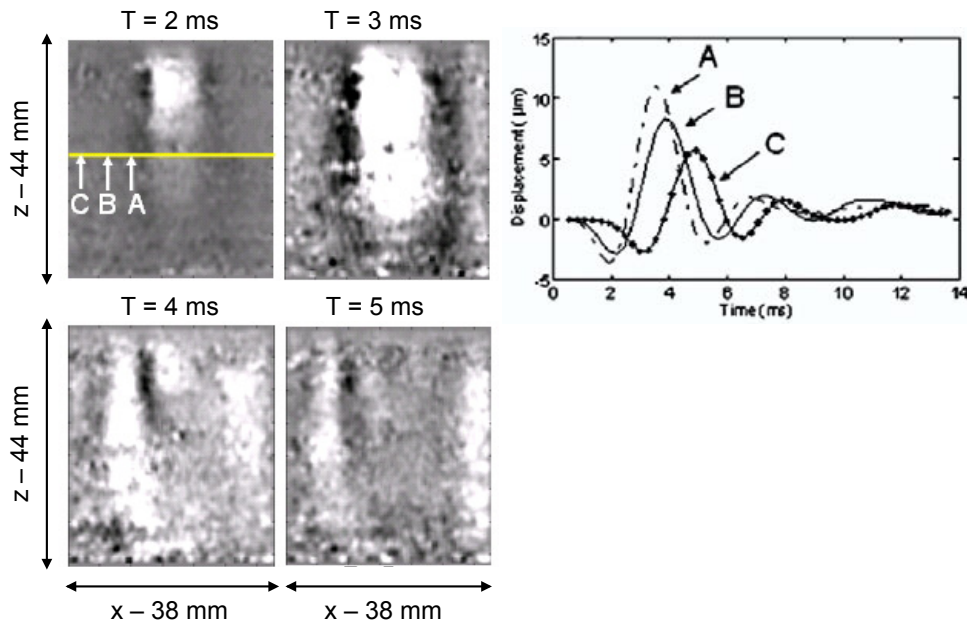 T = 2 ms
T = 3 ms
z – 44 mm
C B A
T = 4 ms
T = 5 ms
z – 44 mm
x – 38 mm
x – 38 mm
15
10
5
0
-5
Displacement( µm)
A
B
C
0 2 4 6 8 10 12 14
Time(ms)